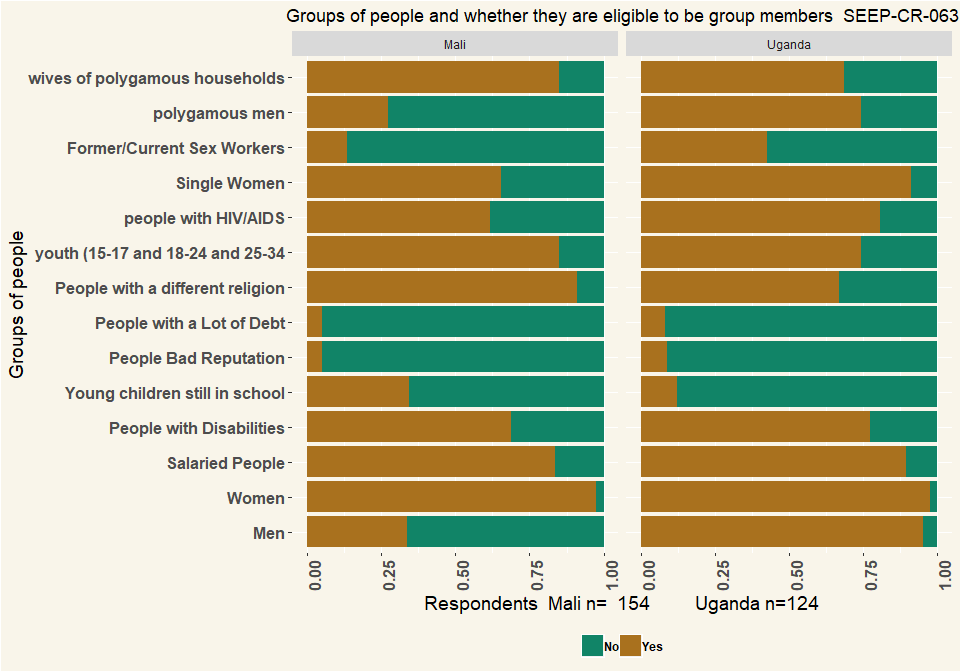 Groups of people and whether they are eligible to be group members  SEEP-CR-063
Mali
Uganda
Groups of people
wives of polygamous households
polygamous men
Former/Current Sex Workers
Single Women
people with HIV/AIDS
youth (15-17 and 18-24 and 25-34
People with a different religion
People with a Lot of Debt
People Bad Reputation
Young children still in school
People with Disabilities
Salaried People
Women
Men
0.00 0.25 0.50 0.75 1.00
0.00 0.25 0.50 0.75 1.00
Respondents  Mali n=  154 Uganda n=124
No Yes